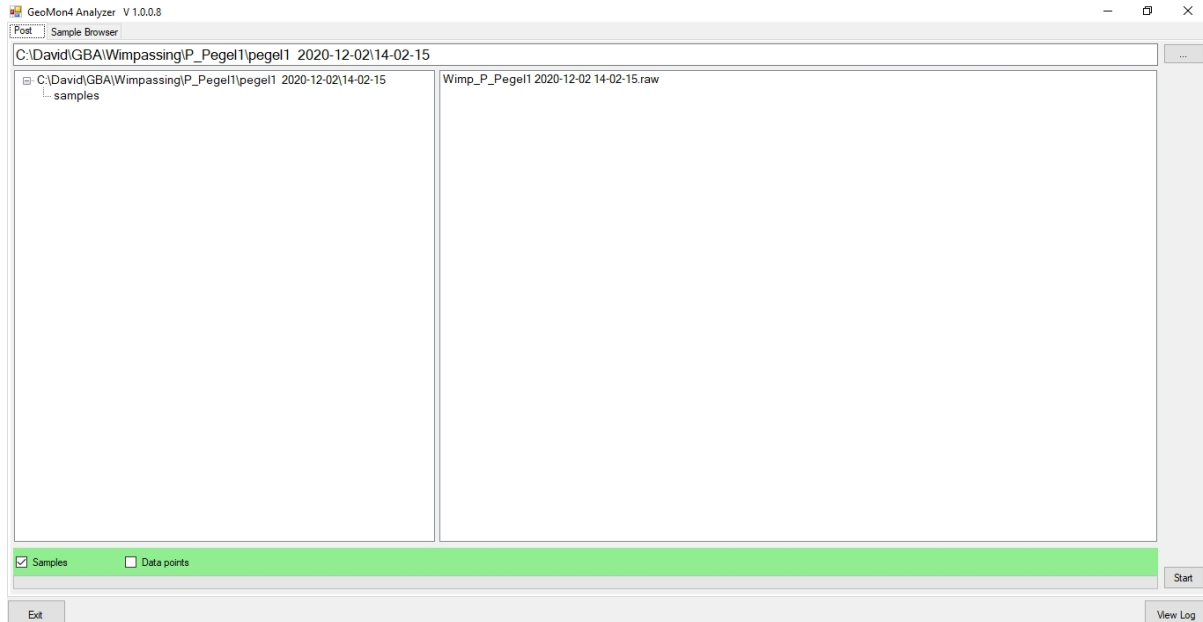 GeoMon4 Analyzer V 1.0.0.8
Post Sample Browser
C:\David\GBA\Wimpassing\P_Pegel1\pegel1 2020-12-02\14-02-15
...
C:\David\GBA\Wimpassing\P_Pegel1\pegel1 2020-12-02\14-02-15
samples
Wimp_P_Pegel1 2020-12-02 14-02-15.raw
Samples Data points
Start
Exit View Log